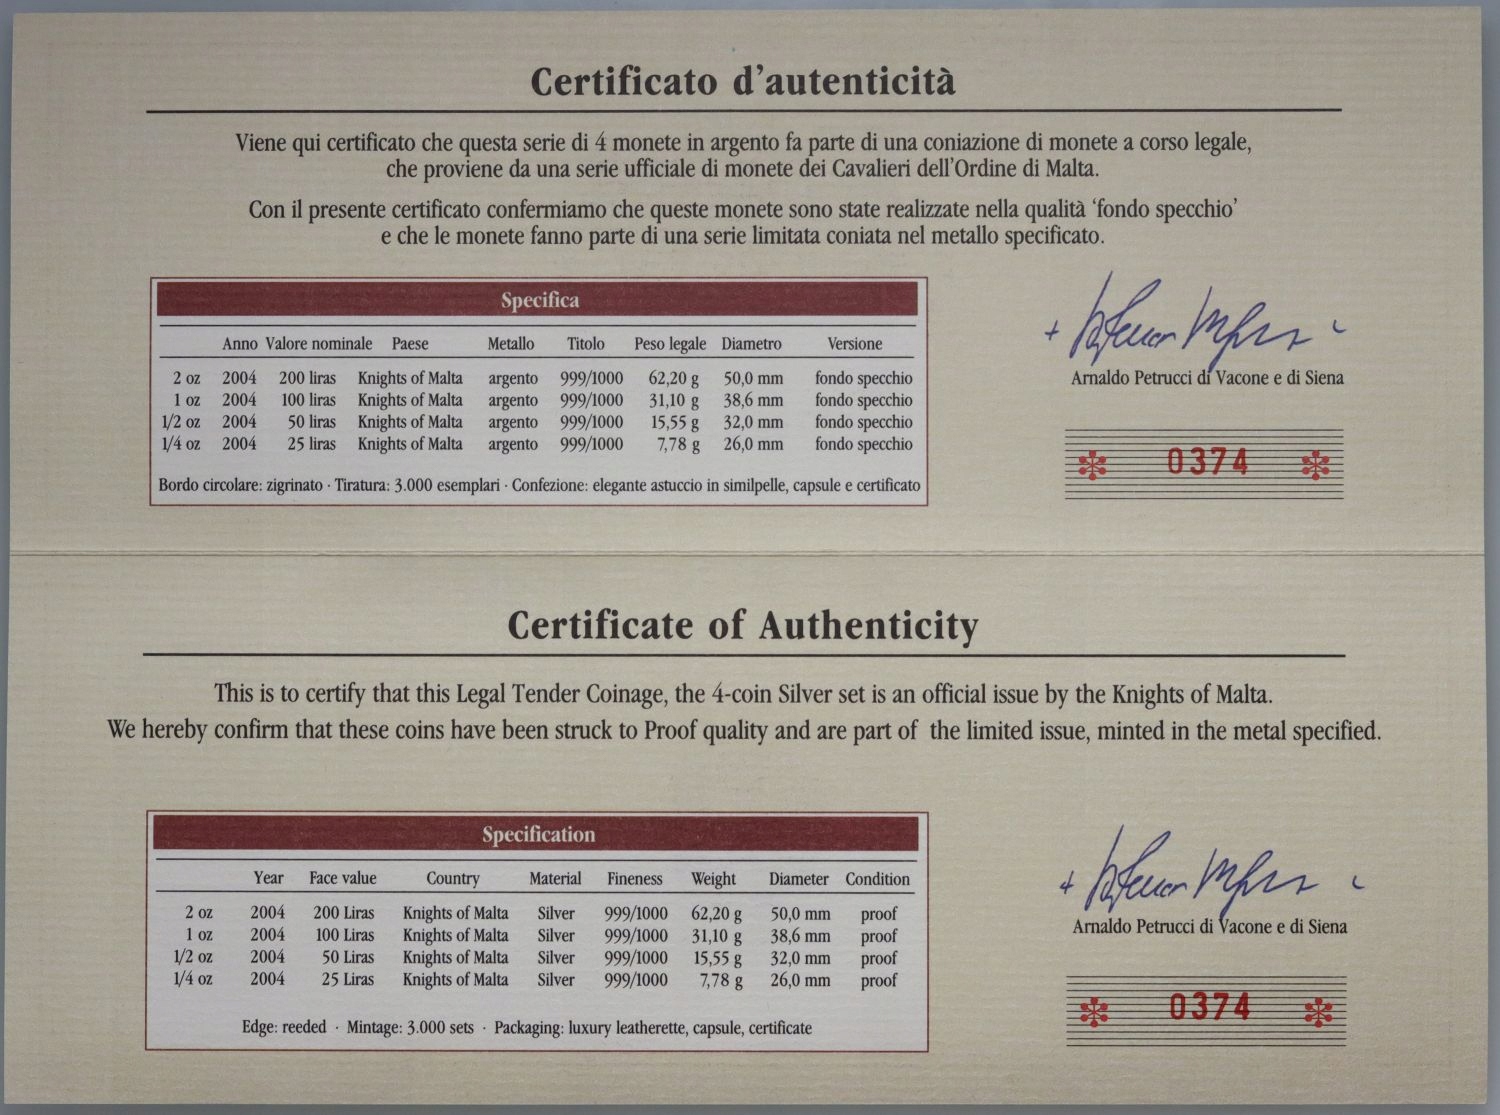 Certificato d'autenticità
Viene qui certificato che questa serie di 4 monete in argento fa parte di una coniazione di monete a corso legale,
che proviene da una serie ufficiale di monete dei Cavalieri dell'Ordine di Malta.
Con il presente certificato confermiamo che queste monete sono state realizzate nella qualità 'fondo specchio'
e che le monete fanno parte di una serie limitata coniata nel metallo specificato.
Specifica
Anno Valore nominale Paese Metallo Titolo Peso legale Diametro Versione
2 oz 2004 200 liras Knights of Malta argento 999/1000 62,20 g 50,0 mm fondo specchio
1 oz 2004 100 liras Knights of Malta argento 999/1000 31,10 g 38,6 mm fondo specchio
1/2 oz 2004 50 liras Knights of Malta argento 999/1000 15,55 g 32,0 mm fondo specchio
1/4 oz 2004 25 liras Knights of Malta argento 999/1000 7,78 g 26,0 mm fondo specchio
Bordo circolare: zigrinato · Tiratura: 3.000 esemplari · Confezione: elegante astuccio in similpelle, capsule e certificato
Arnaldo Petrucci di Vacone e di Siena
0374
Certificate of Authenticity
This is to certify that this Legal Tender Coinage, the 4-coin Silver set is an official issue by the Knights of Malta.
We hereby confirm that these coins have been struck to Proof quality and are part of the limited issue, minted in the metal specified.
Specification
Year Face value Country Material Fineness Weight Diameter Condition
2 oz 2004 200 Liras Knights of Malta Silver 999/1000 62,20 g 50,0 mm proof
1 oz 2004 100 Liras Knights of Malta Silver 999/1000 31,10 g 38,6 mm proof
1/2 oz 2004 50 Liras Knights of Malta Silver 999/1000 15,55 g 32,0 mm proof
1/4 oz 2004 25 Liras Knights of Malta Silver 999/1000 7,78 g 26,0 mm proof
Edge: reeded · Mintage: 3.000 sets · Packaging: luxury leatherette, capsule, certificate
Arnaldo Petrucci di Vacone e di Siena
0374